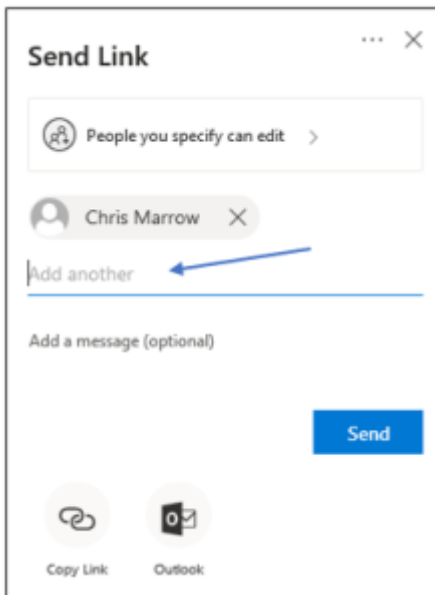 Send Link
People you specify can edit
Chris Marrow
Add another
Add a message (optional)
Send
Copy Link
Outlook